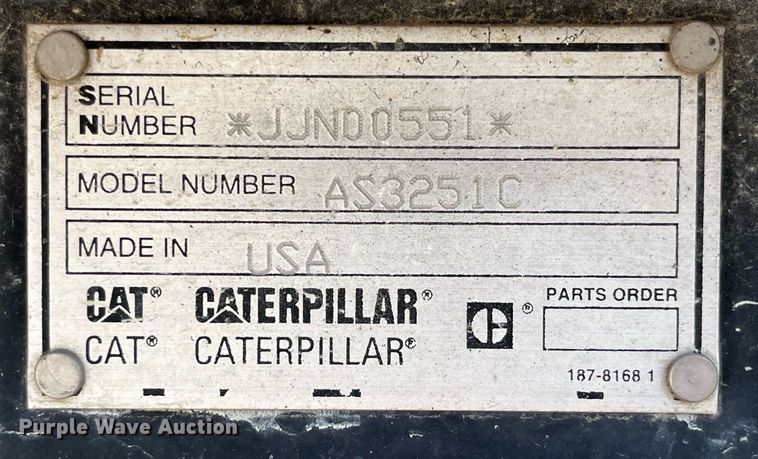 SERIAL
NUMBER *JJN00551*
MODEL NUMBER AS3251C
MADE IN USA
CAT® CATERPILLAR® C® PARTS ORDER
CAT® CATERPILLAR®
187-8168 1
Purple Wave Auction